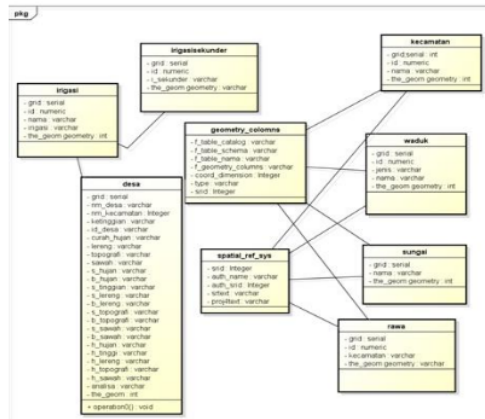 pkg
irigasisekunder
- grid : serial
- id : numeric
- i_sekunder : varchar
- the_geom geometry : varchar
kecamatan
- grid;serial : int
- id : numeric
- nama : varchar
- the_geom geometry : int
irigasi
- grid : serial
- id : numeric
- nama : varchar
- irigasi : varchar
- the_geom geometry : int
geometry_colomns
- f_table_catalog : varchar
- f_table_schema : varchar
- f_table_nama : varchar
- f_geometry_columns : varchar
- coord_dimension : Integer
- type : varchar
- srid : Integer
waduk
- grid : serial
- id : numeric
- jenis : varchar
- nama : varchar
- the_geom geometry : int
desa
- grid : serial
- nm_desa : varchar
- nm_kecamatan : Integer
- ketinggian : varchar
- id_desa : varchar
- curah_hujan : varchar
- lereng : varchar
- topografi : varchar
- sawah : varchar
- s_hujan : varchar
- b_hujan : varchar
- s_tinggian : varchar
- s_lereng : varchar
- b_lereng : varchar
- s_topografi : varchar
- b_topografi : varchar
- s_sawah : varchar
- b_sawah : varchar
- h_hujan : varchar
- h_tinggi : varchar
- h_lereng : varchar
- h_topografi : varchar
- h_sawah : varchar
- analisa : varchar
- the_geom : int
+ operation0() : void
spatial_ref_sys
- srid : Integer
- auth_name : varchar
- auth_srid : Integer
- srtext : varchar
- proj4text : varchar
sungai
- grid : serial
- nama : varchar
- the_geom geometry : int
rawa
- grid : serial
- id : numeric
- kecamatan : varchar
- the_geom geometry : varchar